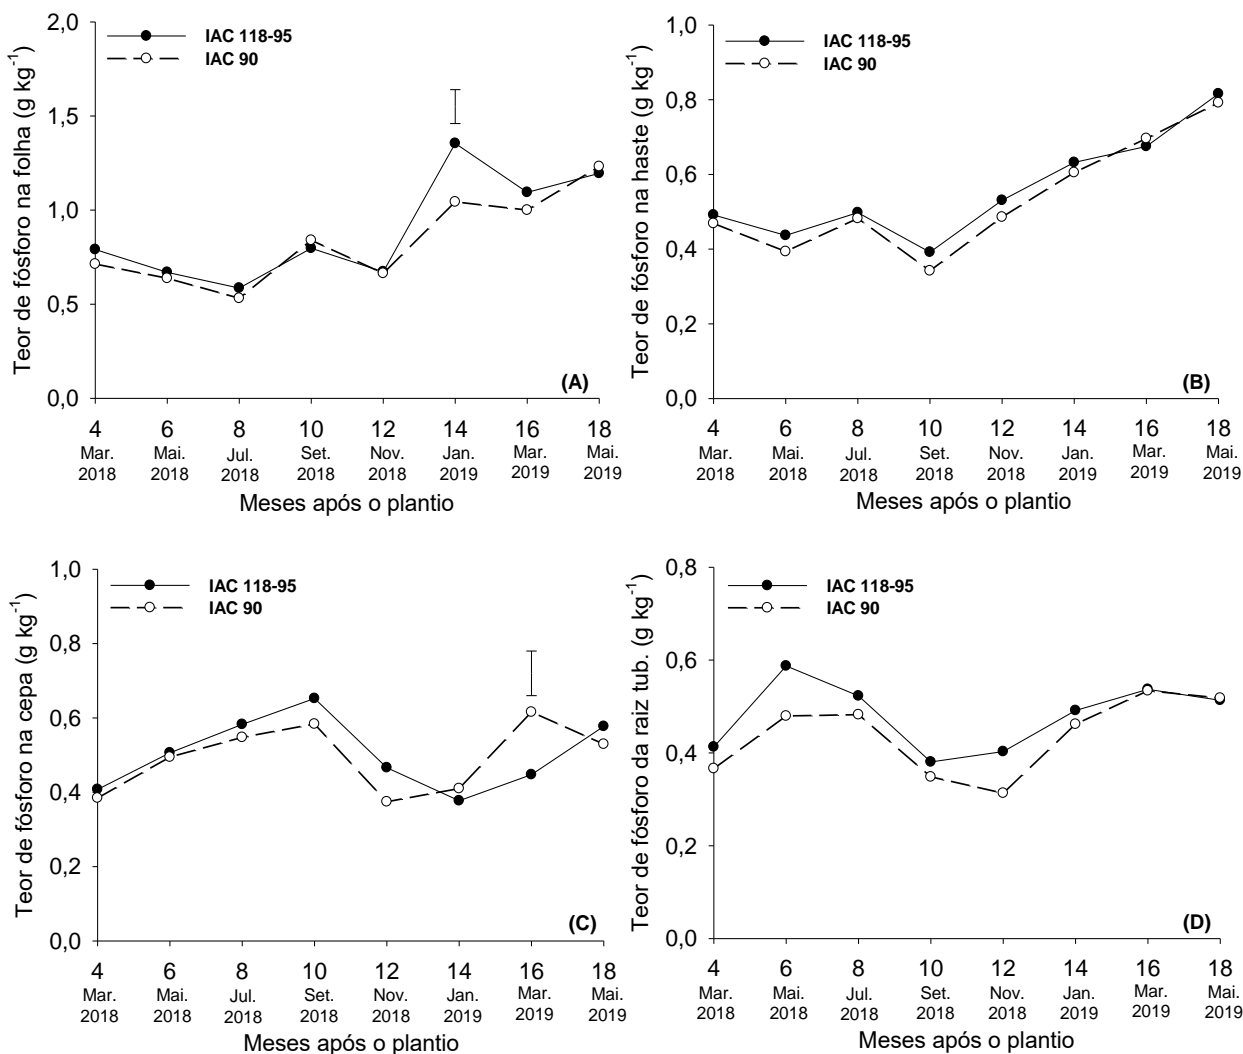 Teor de fósforo na folha (g kg⁻¹)
2,0
1,5
1,0
0,5
0,0
IAC 118-95
IAC 90
(A)
4 6 8 10 12 14 16 18
Mar. Mai. Jul. Set. Nov. Jan. Mar. Mai.
2018 2018 2018 2018 2018 2019 2019 2019
Meses após o plantio
Teor de fósforo na haste (g kg⁻¹)
1,0
0,8
0,6
0,4
0,2
0,0
IAC 118-95
IAC 90
(B)
4 6 8 10 12 14 16 18
Mar. Mai. Jul. Set. Nov. Jan. Mar. Mai.
2018 2018 2018 2018 2018 2019 2019 2019
Meses após o plantio
Teor de fósforo na cepa (g kg⁻¹)
1,0
0,8
0,6
0,4
0,2
0,0
IAC 118-95
IAC 90
(C)
4 6 8 10 12 14 16 18
Mar. Mai. Jul. Set. Nov. Jan. Mar. Mai.
2018 2018 2018 2018 2018 2019 2019 2019
Meses após o plantio
Teor de fósforo da raiz tub. (g kg⁻¹)
0,8
0,6
0,4
0,2
0,0
IAC 118-95
IAC 90
(D)
4 6 8 10 12 14 16 18
Mar. Mai. Jul. Set. Nov. Jan. Mar. Mai.
2018 2018 2018 2018 2018 2019 2019 2019
Meses após o plantio